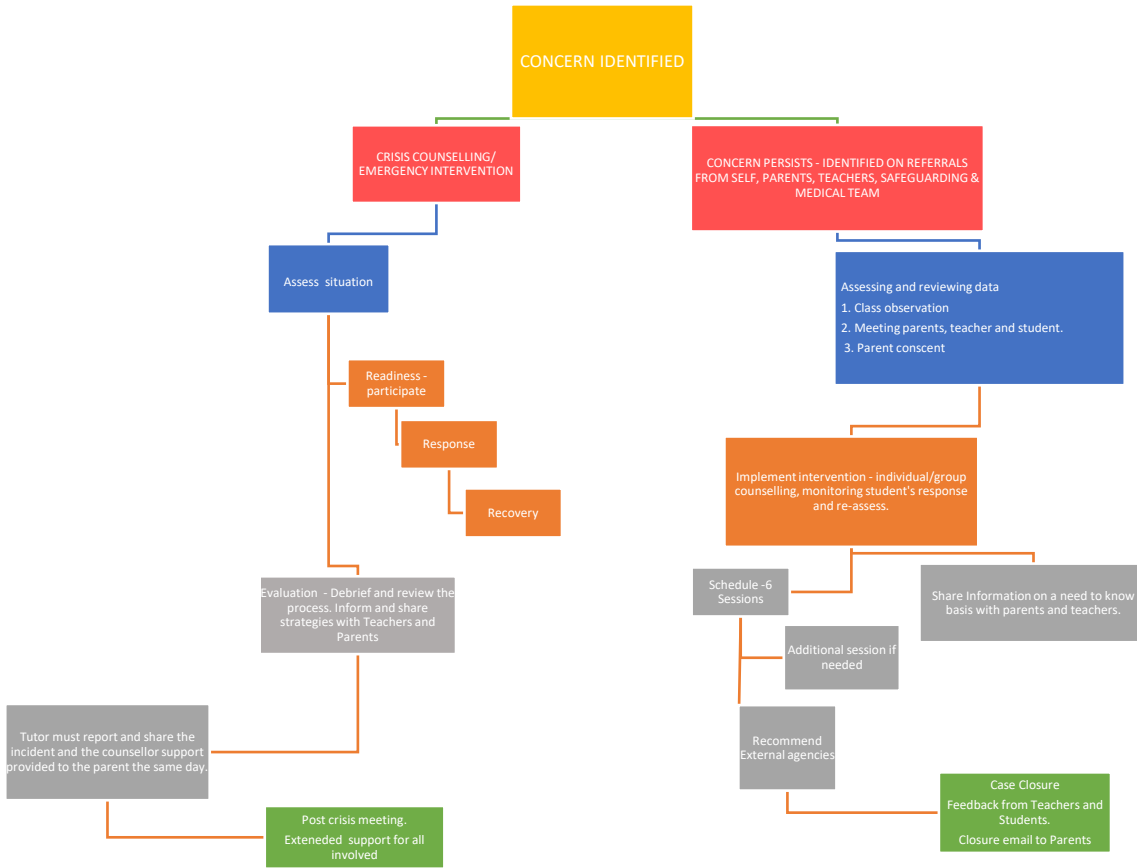 CONCERN IDENTIFIED
CRISIS COUNSELLING/
EMERGENCY INTERVENTION
CONCERN PERSISTS - IDENTIFIED ON REFERRALS
FROM SELF, PARENTS, TEACHERS, SAFEGUARDING &
MEDICAL TEAM
Assess situation
Assessing and reviewing data
1. Class observation
2. Meeting parents, teacher and student.
3. Parent conscent
Readiness -
participate
Response
Recovery
Implement intervention - individual/group
counselling, monitoring student's response
and re-assess.
Evaluation - Debrief and review the
process. Inform and share
strategies with Teachers and
Parents
Schedule -6
Sessions
Share Information on a need to know
basis with parents and teachers.
Additional session if
needed
Tutor must report and share the
incident and the counsellor support
provided to the parent the same day.
Recommend
External agencies
Post crisis meeting.
Exteneded support for all
involved
Case Closure
Feedback from Teachers and
Students.
Closure email to Parents